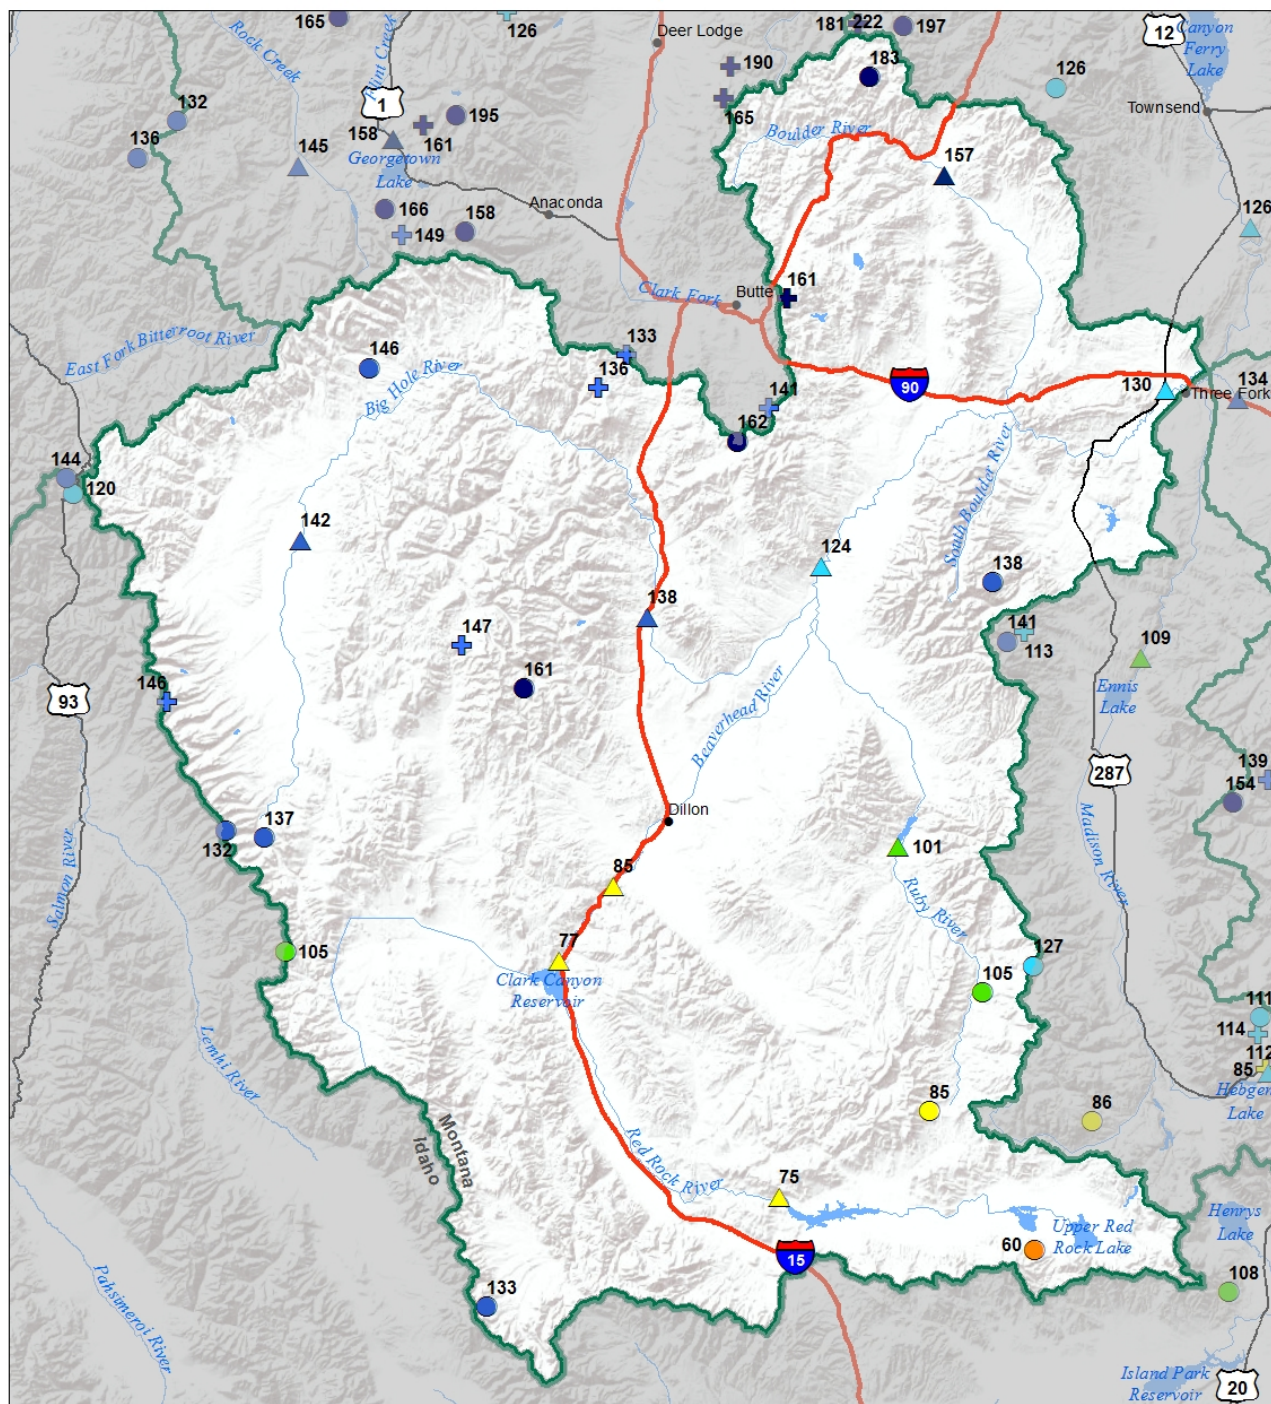 165
126
Deer Lodge
181 222
197
12
Canyon
Ferry
Lake
Rock Creek
Flint Creek
190
183
126
132
1
195
165
Townsend
136
158
161
145
Georgetown
Lake
Boulder River
157
166
158
149
Anaconda
126
161
Clark Fork
Butte
East Fork Bitterroot River
133
146
136
Big Hole River
90
130
134
Three Fork
141
162
144
120
142
South Boulder River
124
138
138
147
141
113
109
161
146
93
Ennis
Lake
Beaverhead River
287
139
154
Dillon
137
132
101
Madison River
85
Salmon River
Ruby River
105
77
127
Clark Canyon
Reservoir
105
111
114
112
85
Lemhi River
Hebgen
Lake
85
86
Montana
Idaho
Red Rock River
75
Henrys
Lake
Upper Red
Rock Lake
60
15
133
108
Pahsimeroi River
Island Park
Reservoir
20